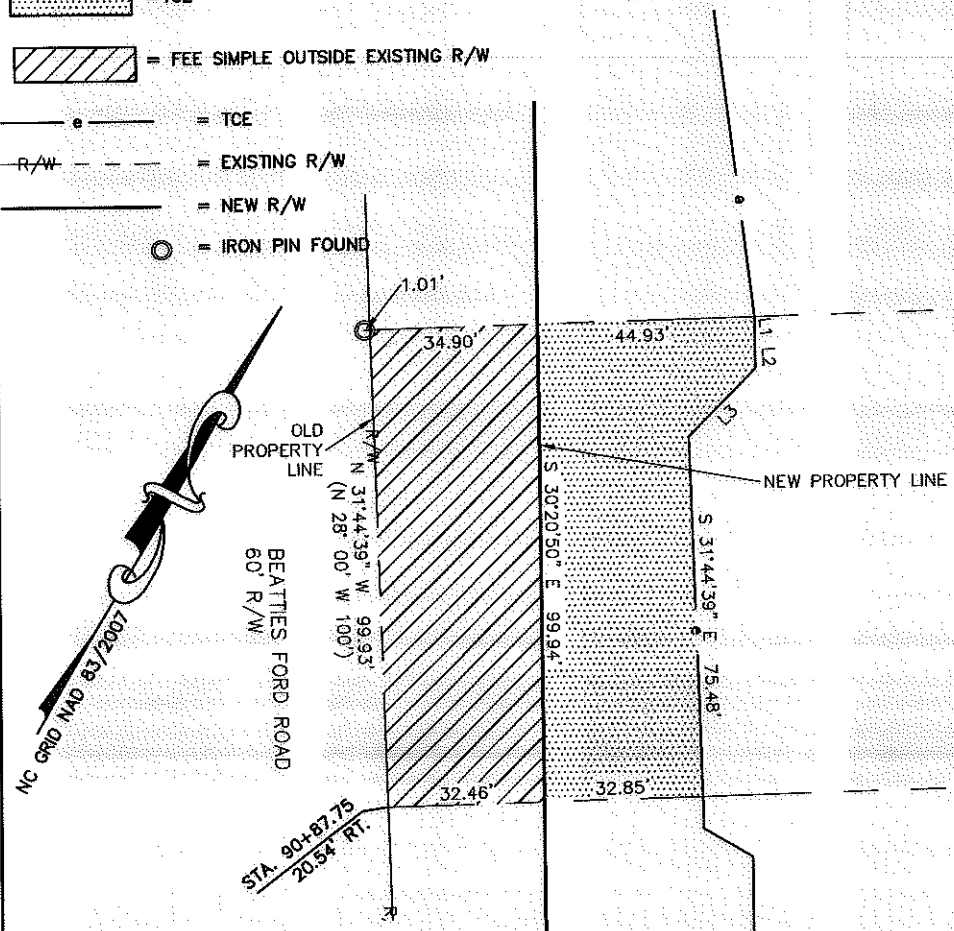 = FEE SIMPLE OUTSIDE EXISTING R/W
e = TCE
R/W = EXISTING R/W
= NEW R/W
= IRON PIN FOUND
1.01'
34.90'
44.93'
L1 L2
L3
OLD
PROPERTY
LINE
R/W
NEW PROPERTY LINE
N 31°44'39" W 99.93'
(N 28° 00' W 100')
S 30°20'50" E 99.94'
S 31°44'39" E 75.48'
e
e
BEATTIES FORD ROAD
60' R/W
NC GRID NAD 83/2007
32.46'
32.85'
STA. 90+87.75
20.54' RT.